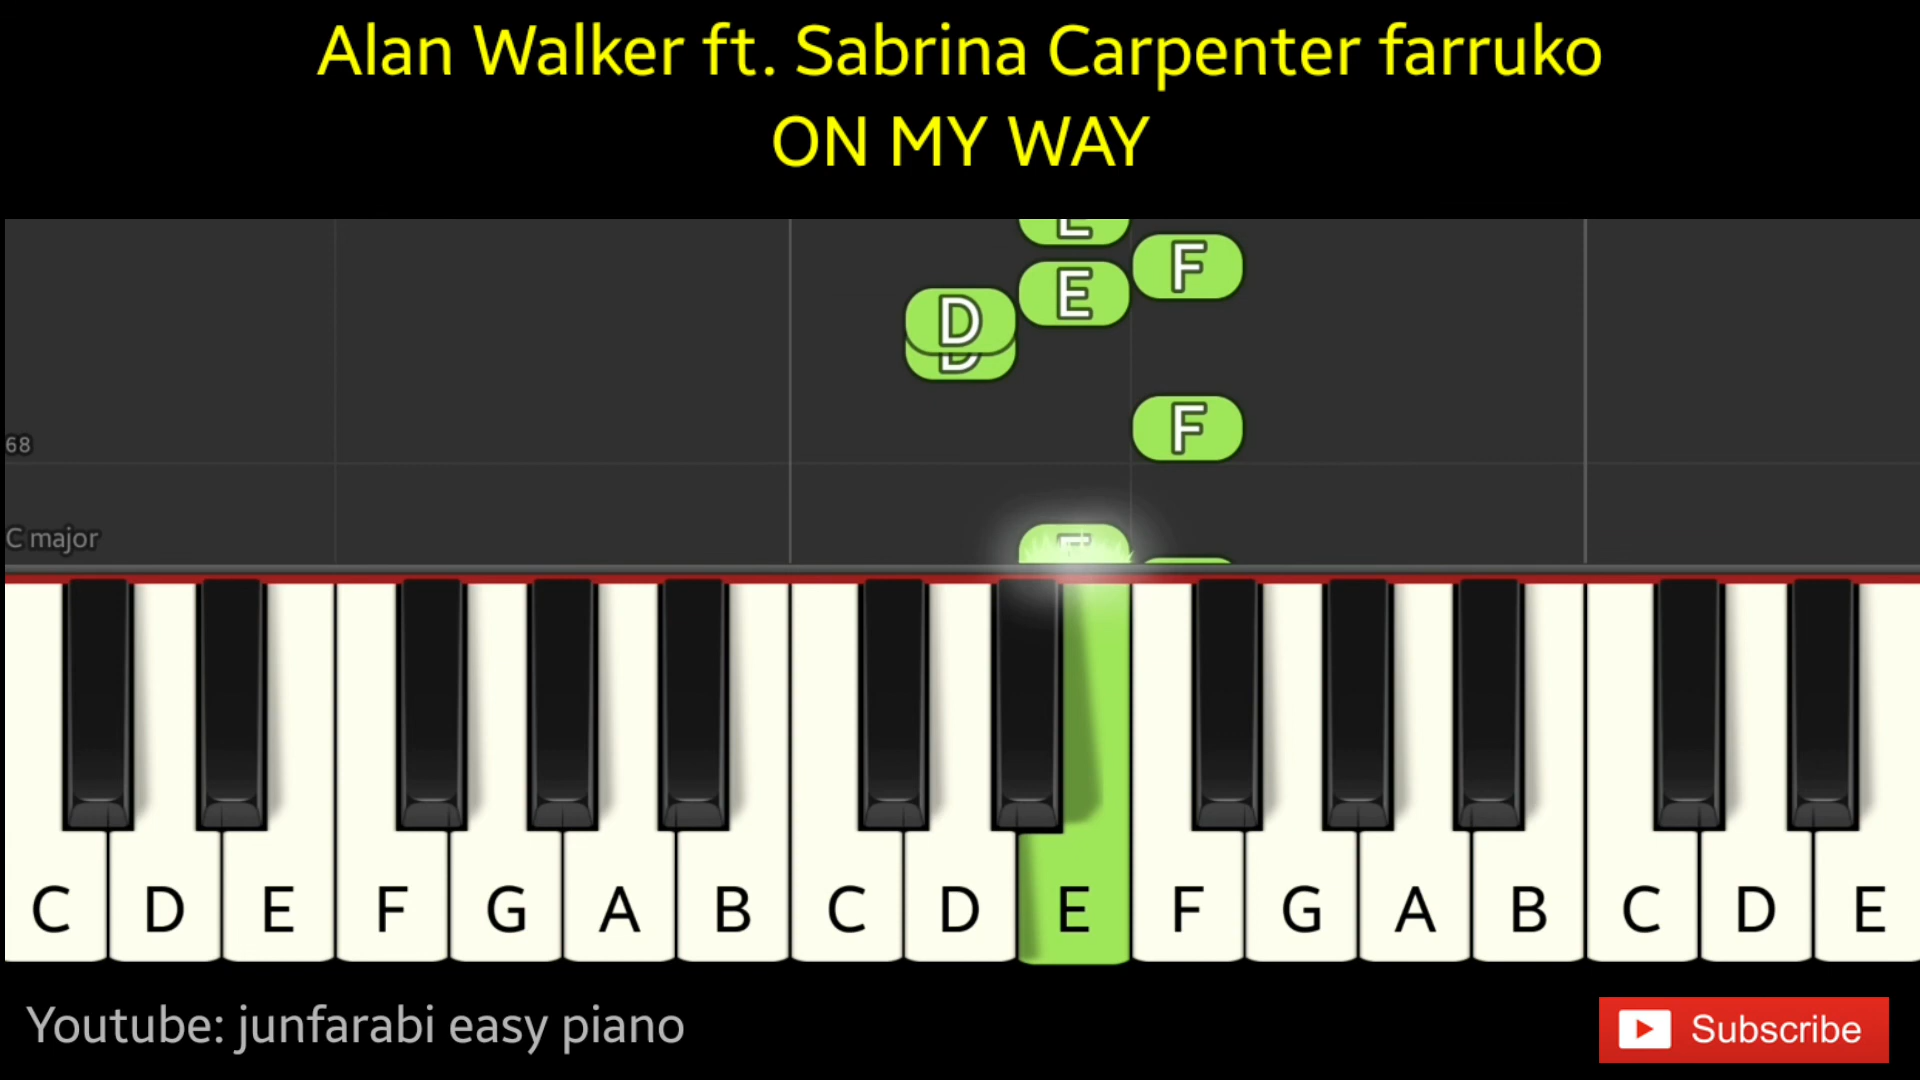 Alan Walker ft. Sabrina Carpenter farruko
ON MY WAY
E
F
E
D
D
F
68
C major
E
C D E F G A B C D E F G A B C D E
Youtube: junfarabi easy piano
Subscribe